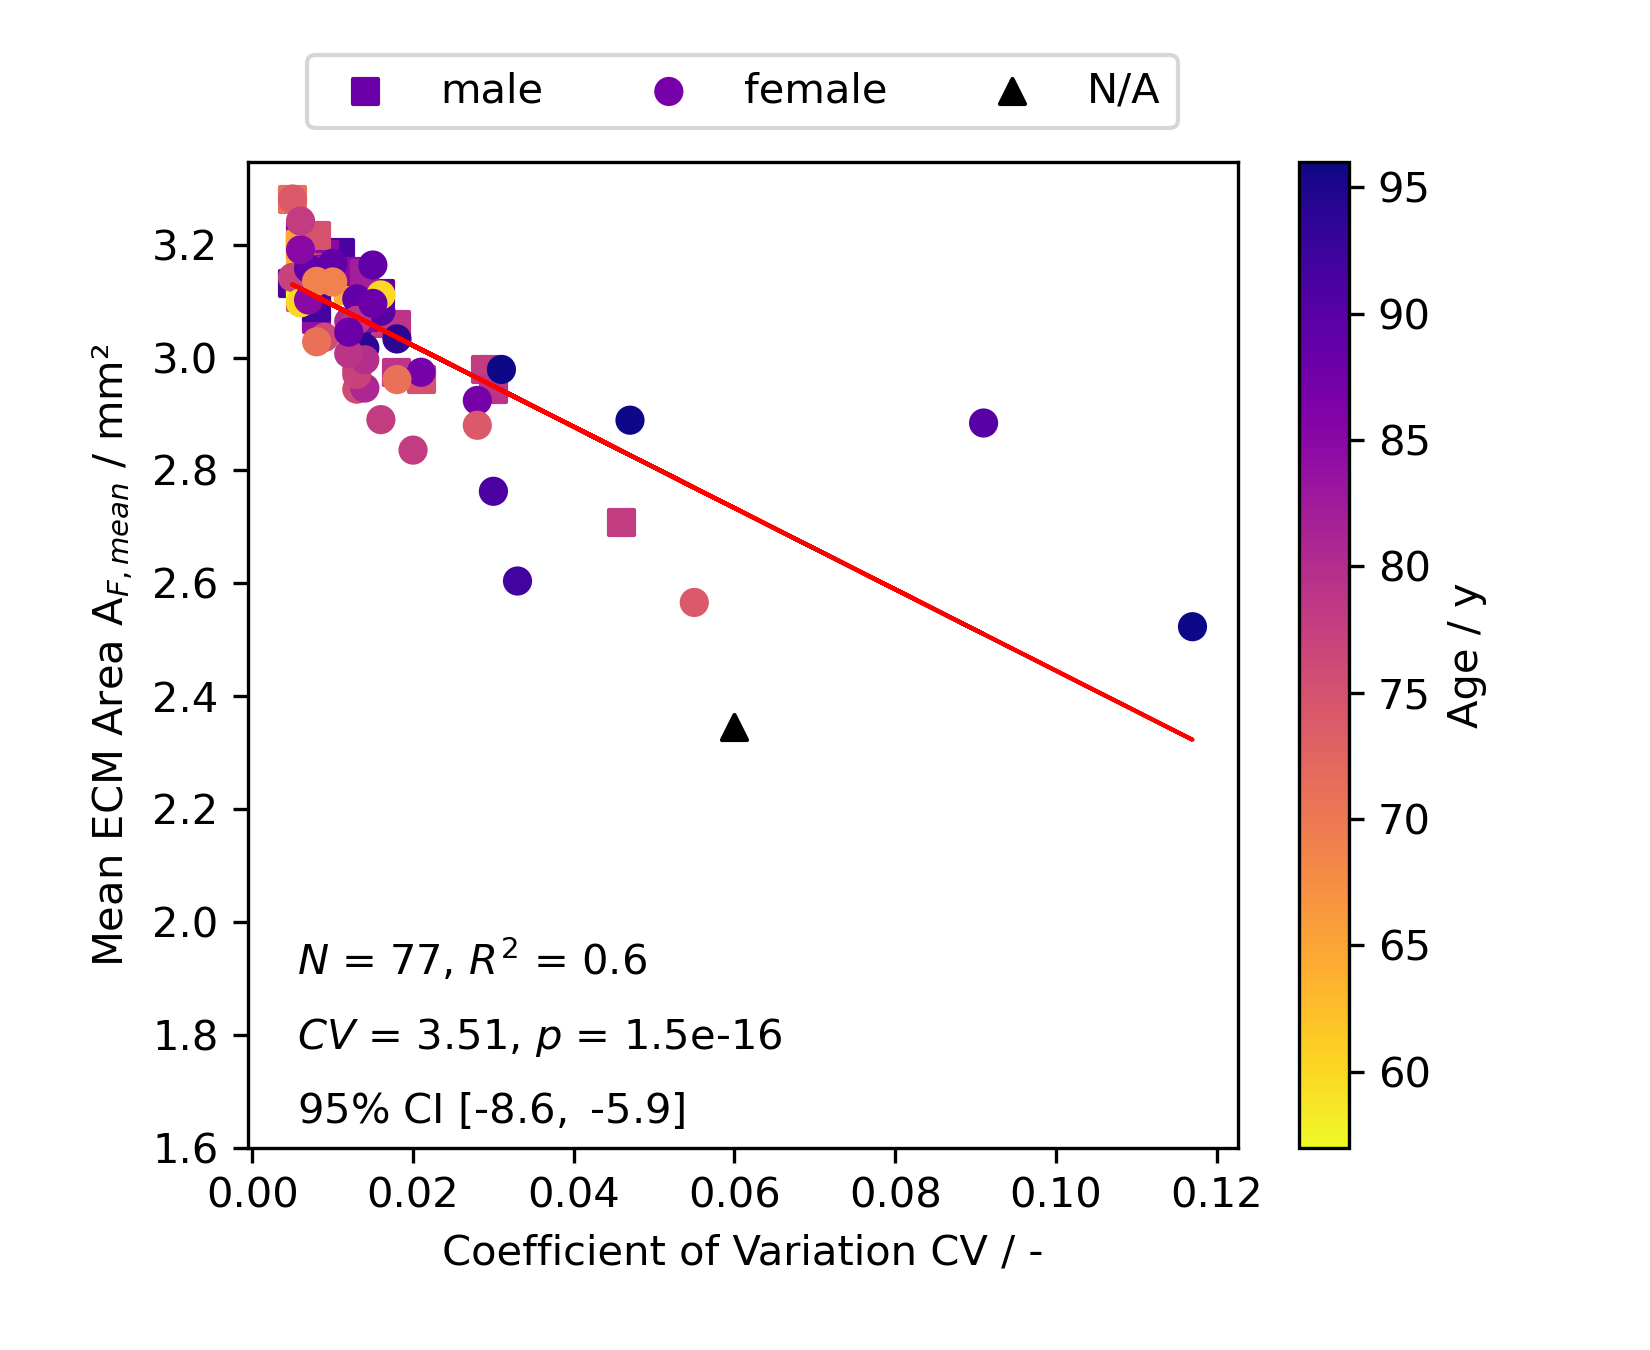 male female N/A
3.2
3.0
2.8
2.6
2.4
2.2
2.0
1.8
1.6
Mean ECM Area A_{F, mean} / mm²
N = 77, R² = 0.6
CV = 3.51, p = 1.5e-16
95% CI [-8.6, -5.9]
0.00 0.02 0.04 0.06 0.08 0.10 0.12
Coefficient of Variation CV / -
95
90
85
80
75
70
65
60
Age / y